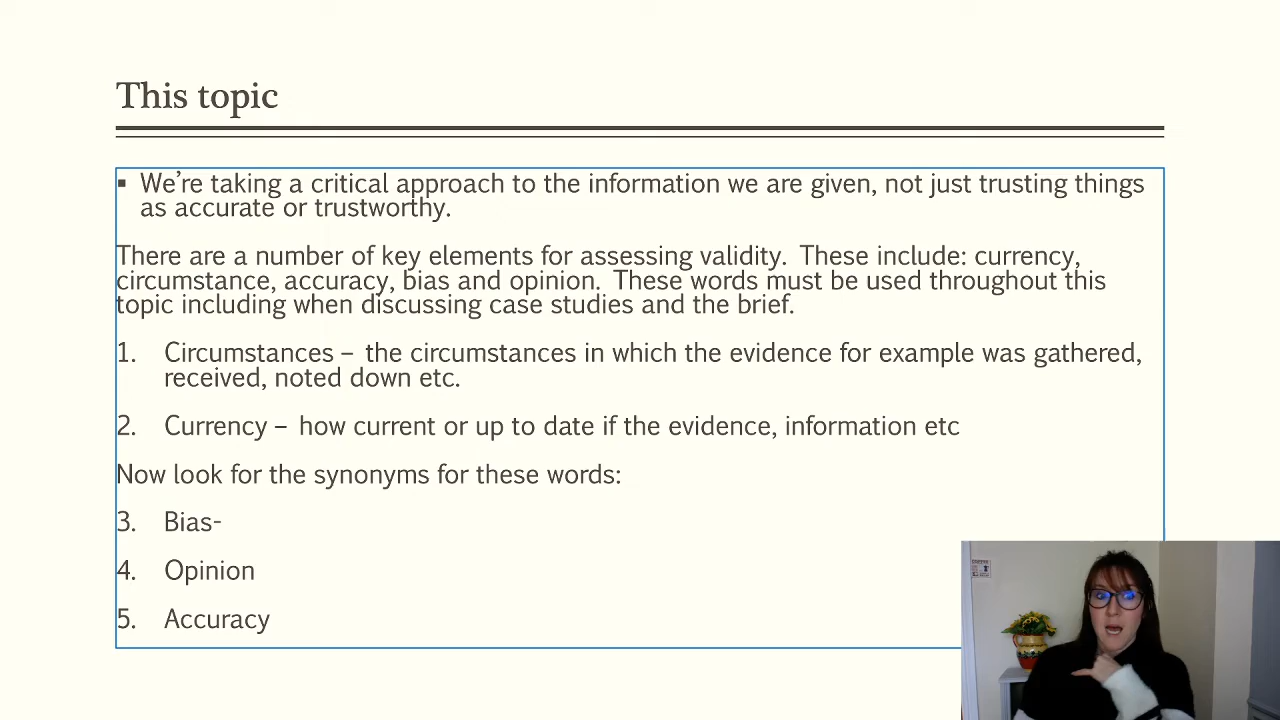 This topic
▪ We’re taking a critical approach to the information we are given, not just trusting things
as accurate or trustworthy.
There are a number of key elements for assessing validity. These include: currency,
circumstance, accuracy, bias and opinion. These words must be used throughout this
topic including when discussing case studies and the brief.
1. Circumstances – the circumstances in which the evidence for example was gathered,
received, noted down etc.
2. Currency – how current or up to date if the evidence, information etc
Now look for the synonyms for these words:
3. Bias-
4. Opinion
5. Accuracy